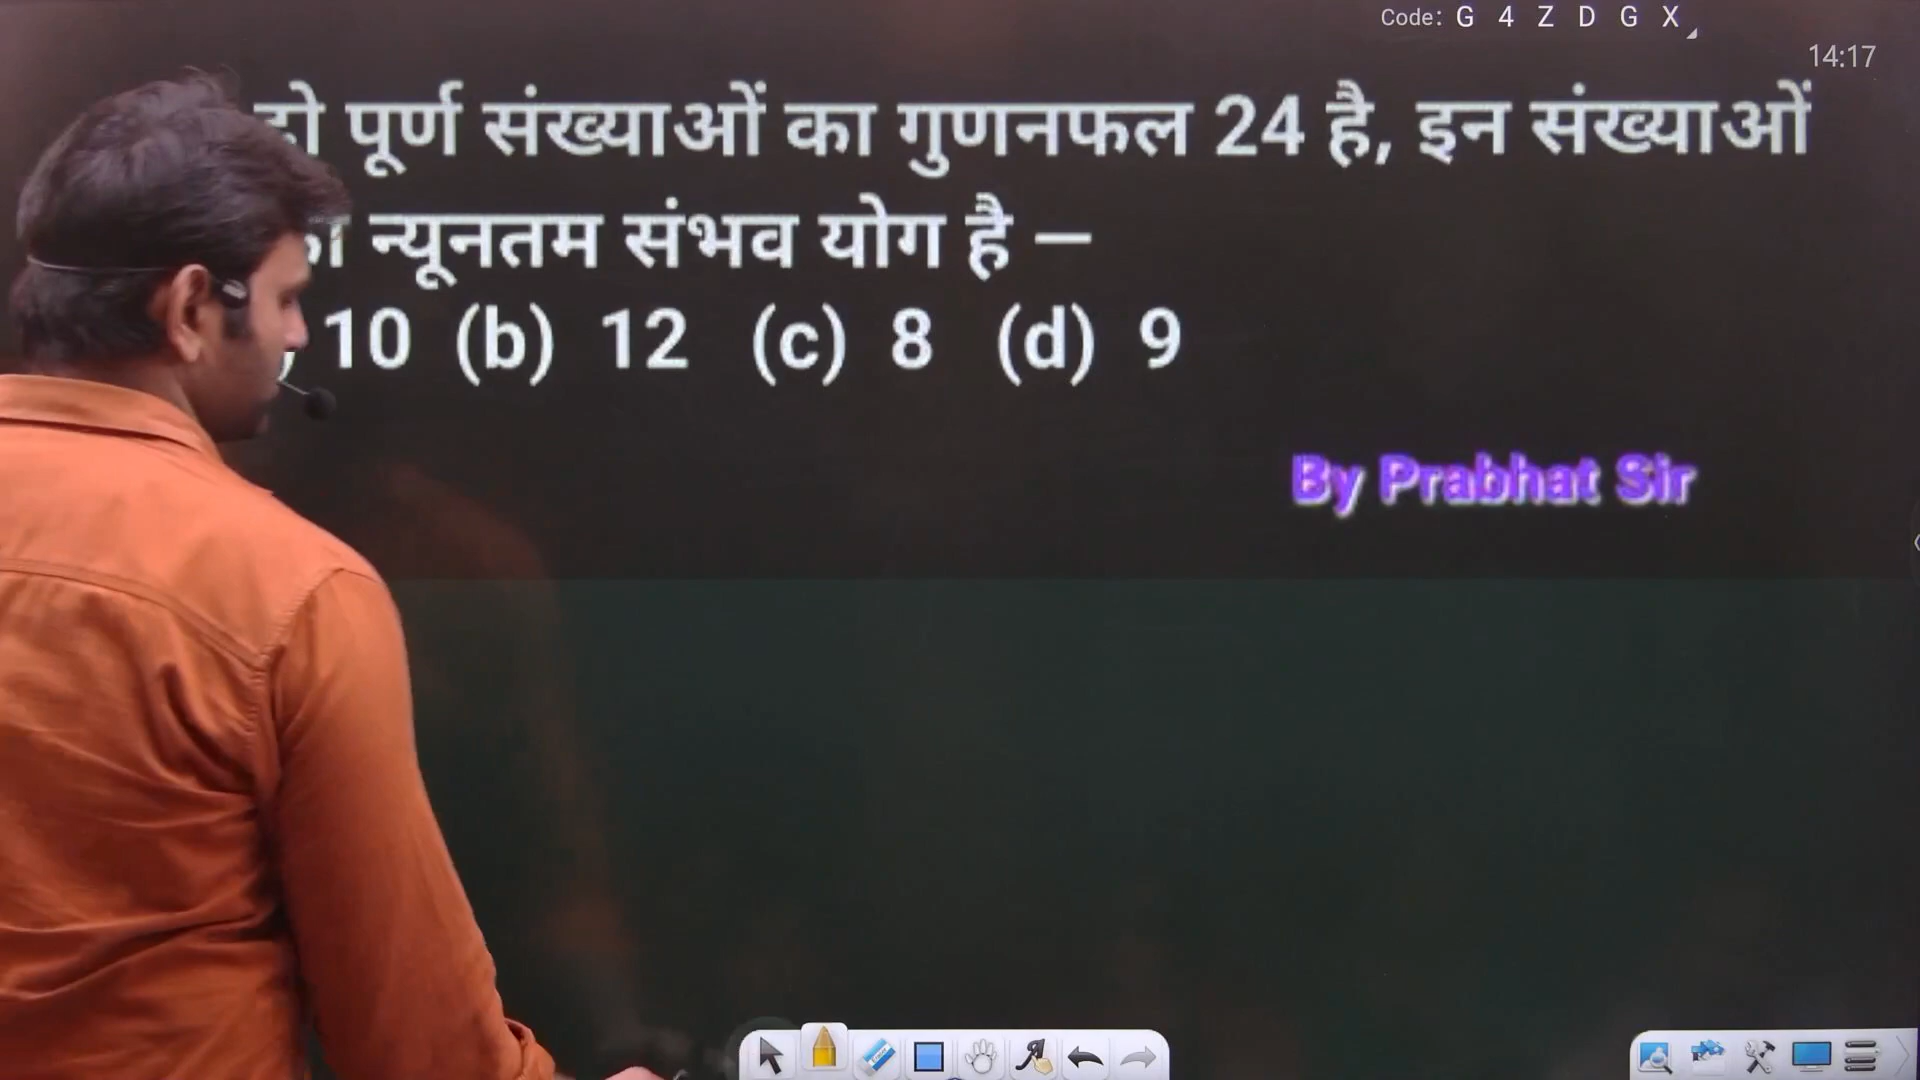 Code: G 4 Z D G X
14:17
दो पूर्ण संख्याओं का गुणनफल 24 है, इन संख्याओं
का न्यूनतम संभव योग है —
) 10 (b) 12 (c) 8 (d) 9
By Prabhat Sir